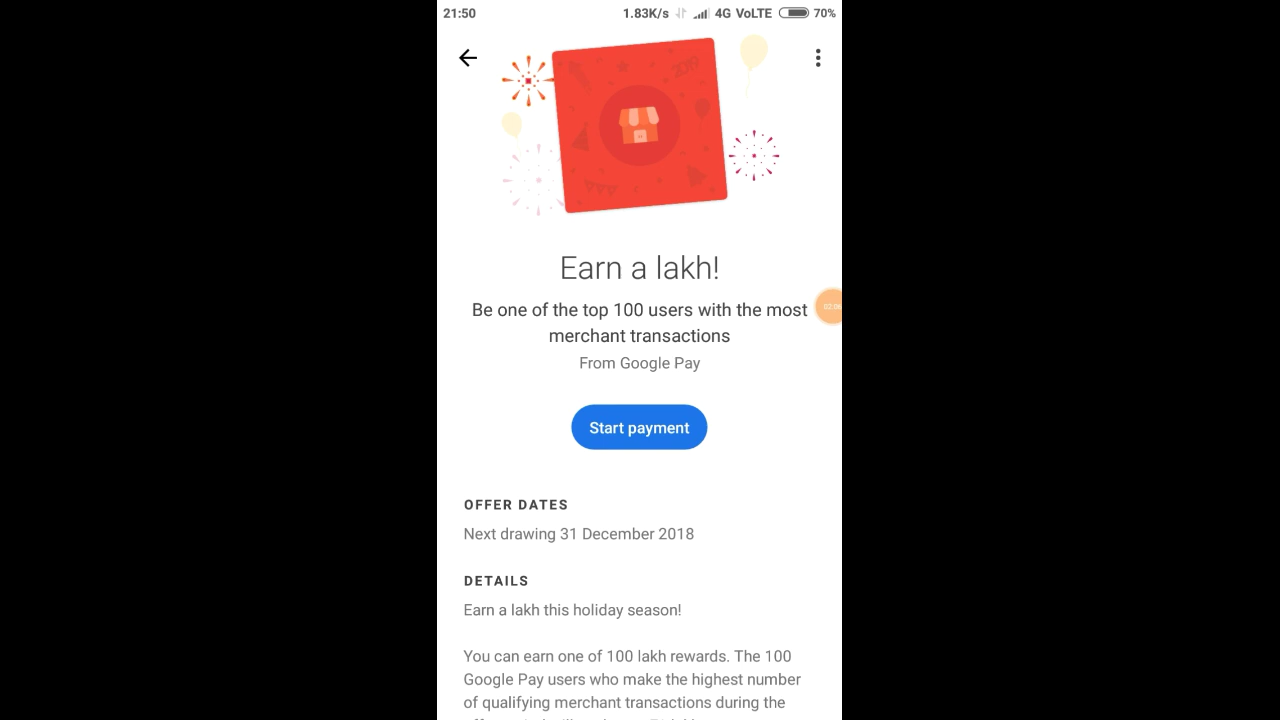 21:50
1.83K/s 4G VoLTE 70%
2019
Earn a lakh!
Be one of the top 100 users with the most
merchant transactions
From Google Pay
Start payment
OFFER DATES
Next drawing 31 December 2018
DETAILS
Earn a lakh this holiday season!
You can earn one of 100 lakh rewards. The 100
Google Pay users who make the highest number
of qualifying merchant transactions during the